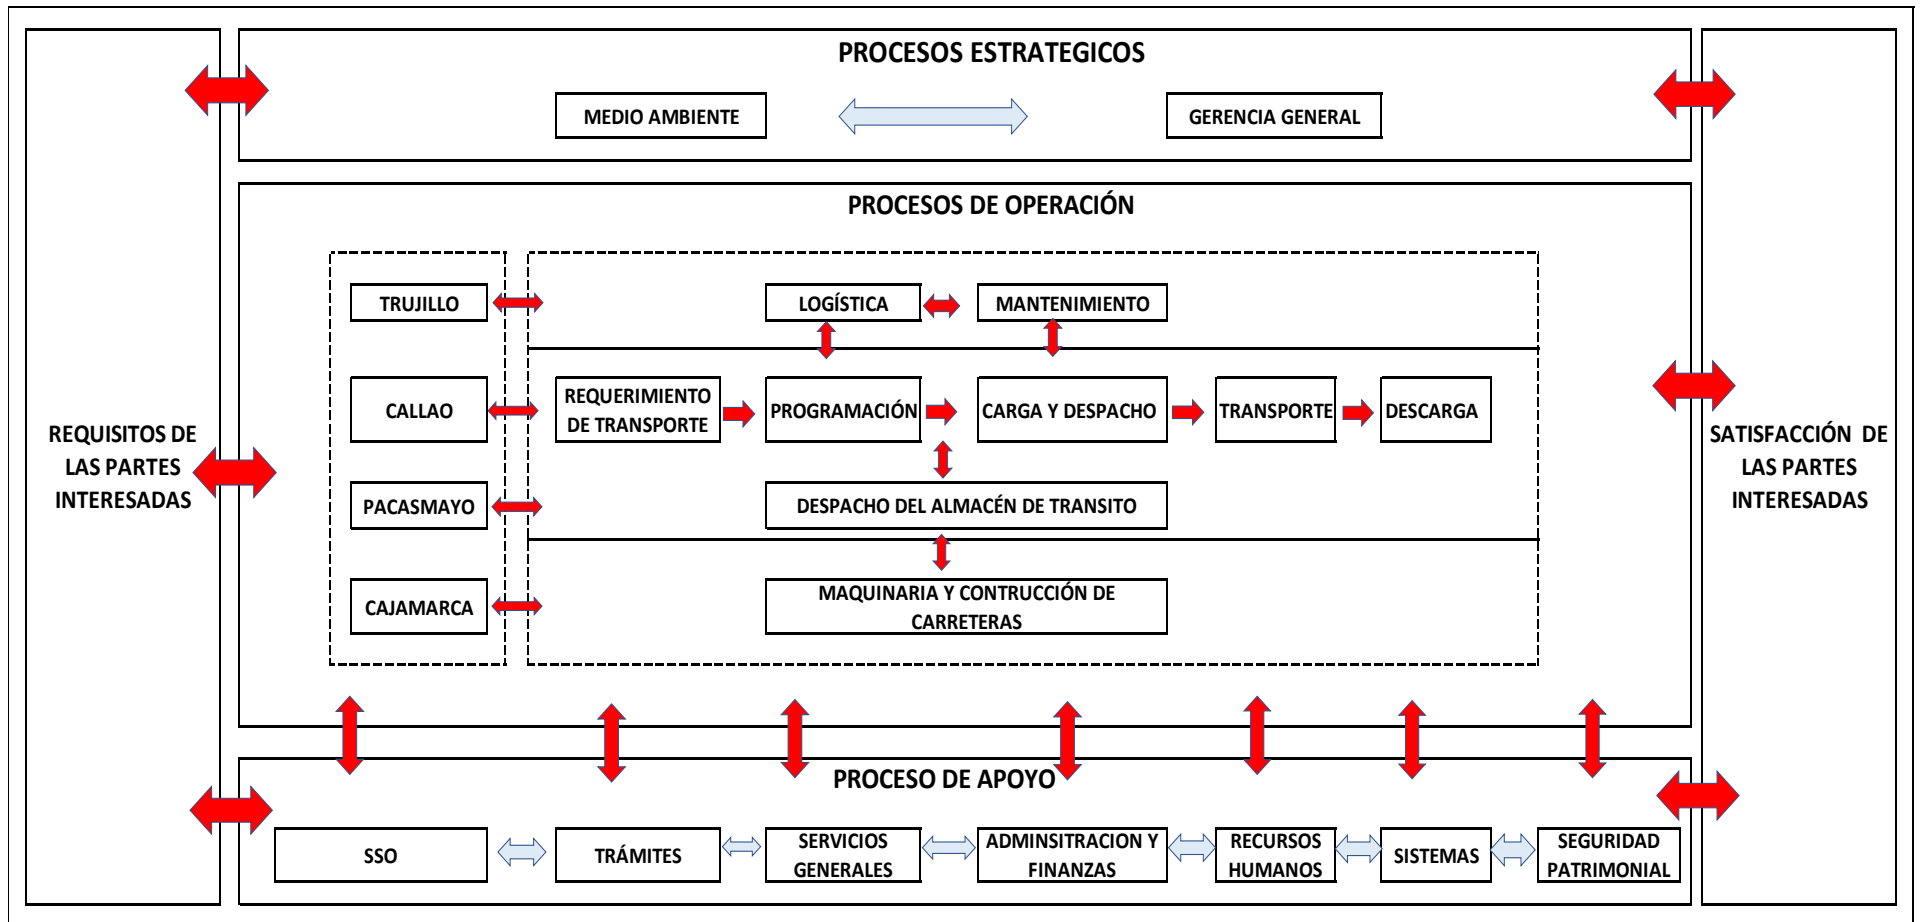 PROCESOS ESTRATEGICOS
MEDIO AMBIENTE
GERENCIA GENERAL
REQUISITOS DE
LAS PARTES
INTERESADAS
PROCESOS DE OPERACIÓN
TRUJILLO
LOGÍSTICA
MANTENIMIENTO
CALLAO
REQUERIMIENTO
DE TRANSPORTE
PROGRAMACIÓN
CARGA Y DESPACHO
TRANSPORTE
DESCARGA
PACASMAYO
DESPACHO DEL ALMACÉN DE TRANSITO
CAJAMARCA
MAQUINARIA Y CONTRUCCIÓN DE
CARRETERAS
SATISFACCIÓN DE
LAS PARTES
INTERESADAS
PROCESO DE APOYO
SSO
TRÁMITES
SERVICIOS
GENERALES
ADMINSITRACION Y
FINANZAS
RECURSOS
HUMANOS
SISTEMAS
SEGURIDAD
PATRIMONIAL